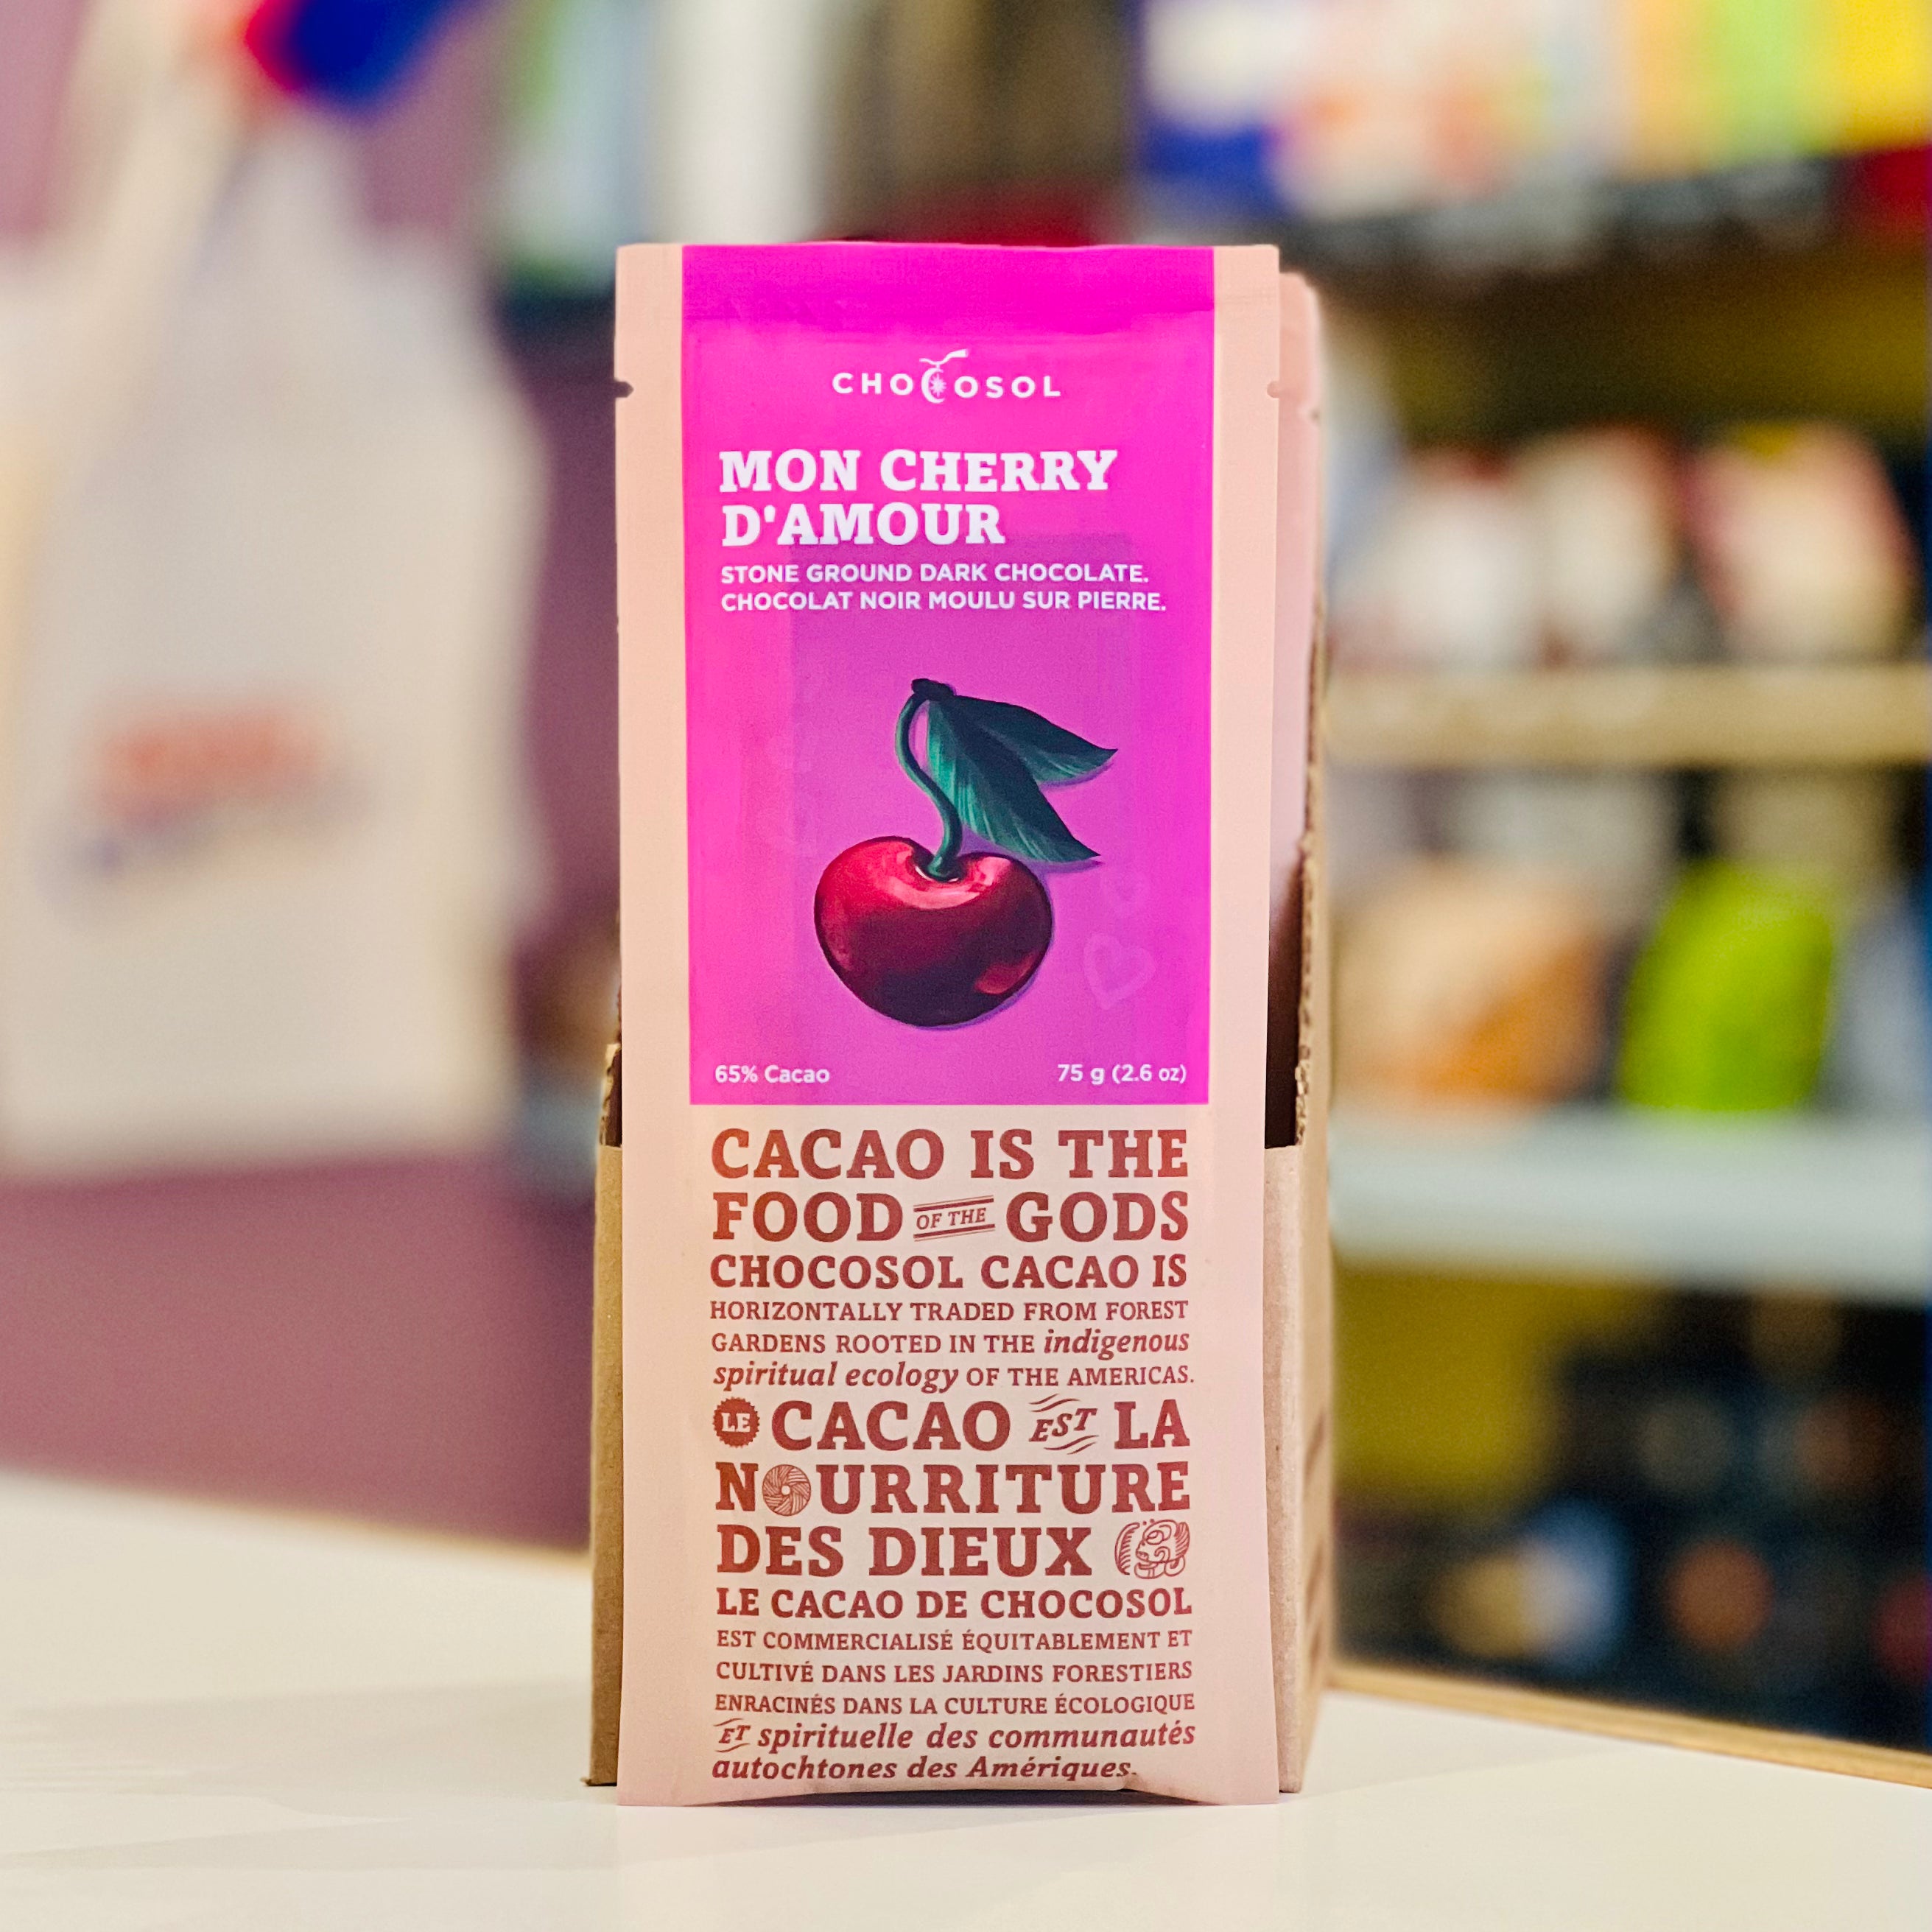 CHOCOSOL
MON CHERRY
D'AMOUR
STONE GROUND DARK CHOCOLATE.
CHOCOLAT NOIR MOULU SUR PIERRE.
65% Cacao
75 g (2.6 oz)
CACAO IS THE
FOOD OF THE GODS
CHOCOSOL CACAO IS
HORIZONTALLY TRADED FROM FOREST
GARDENS ROOTED IN THE indigenous
spiritual ecology OF THE AMERICAS.
LE CACAO EST LA
NOURRITURE
DES DIEUX
LE CACAO DE CHOCOSOL
EST COMMERCIALISÉ ÉQUITABLEMENT ET
CULTIVÉ DANS LES JARDINS FORESTIERS
ENRACINÉS DANS LA CULTURE ÉCOLOGIQUE
ET spirituelle des communautés
autochtones des Amériques.